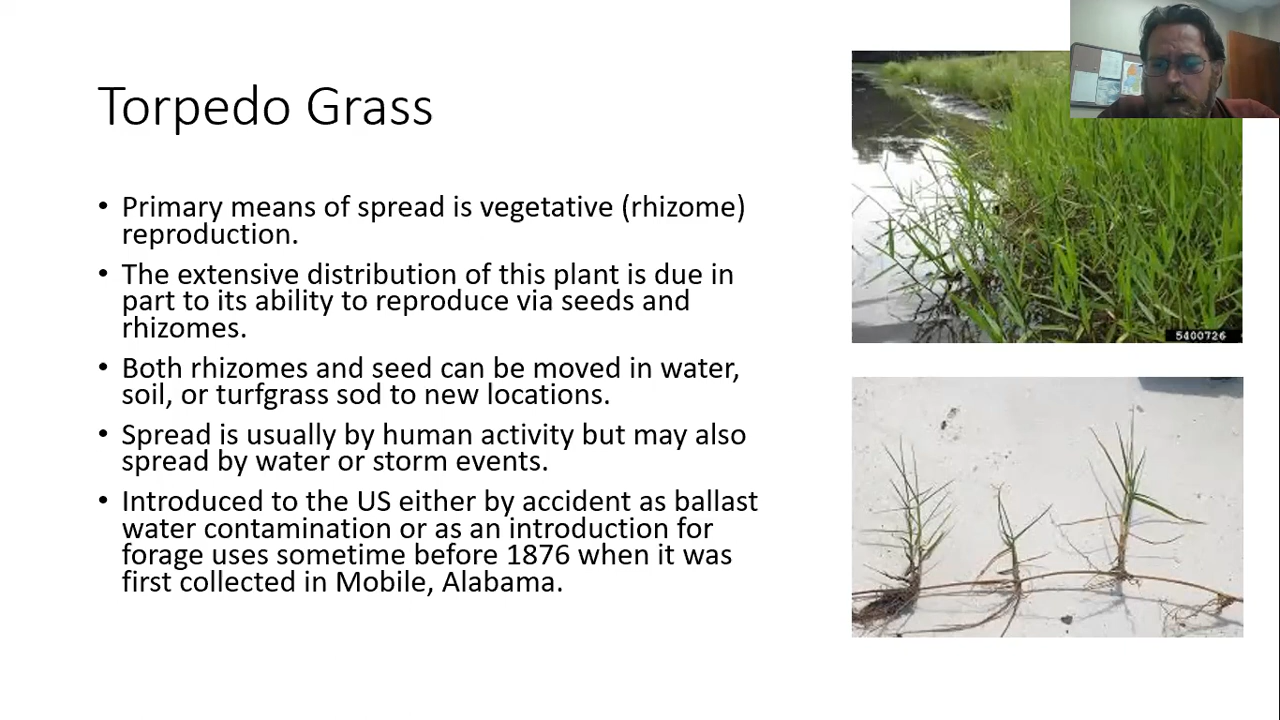 Torpedo Grass
• Primary means of spread is vegetative (rhizome)
reproduction.
• The extensive distribution of this plant is due in
part to its ability to reproduce via seeds and
rhizomes.
• Both rhizomes and seed can be moved in water,
soil, or turfgrass sod to new locations.
• Spread is usually by human activity but may also
spread by water or storm events.
• Introduced to the US either by accident as ballast
water contamination or as an introduction for
forage uses sometime before 1876 when it was
first collected in Mobile, Alabama.
5400726